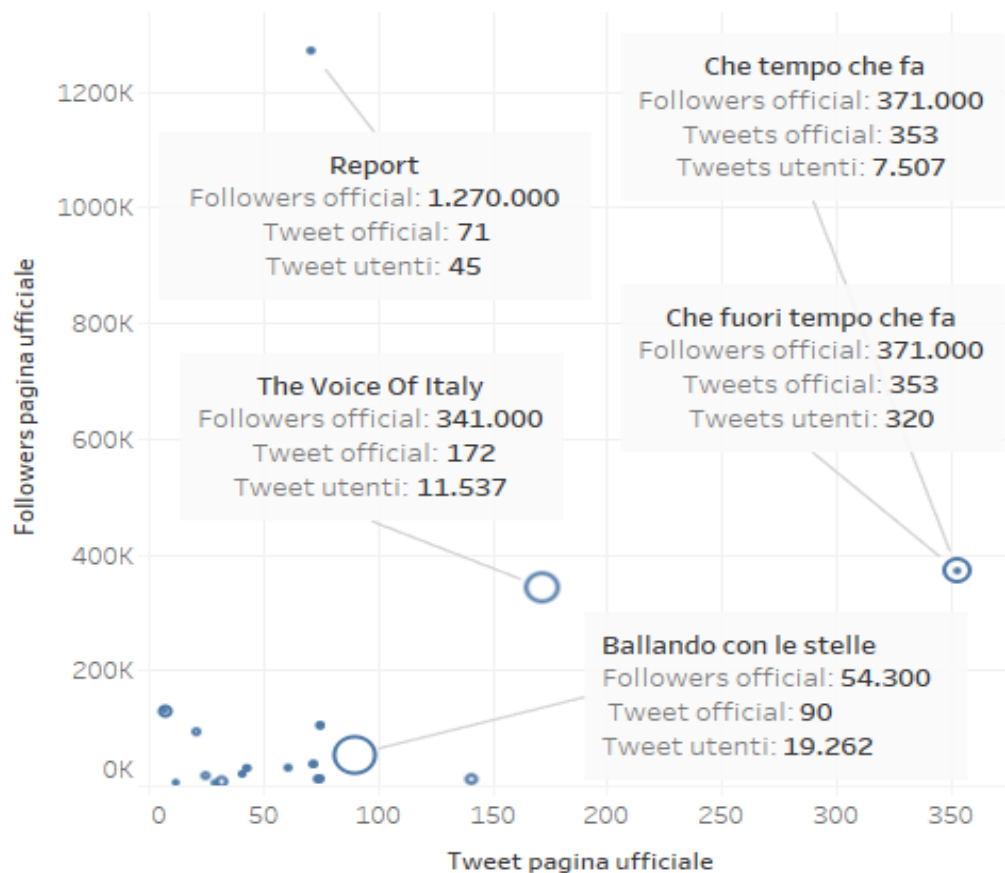 1200K
1000K
800K
600K
400K
200K
0K
Followers pagina ufficiale
Che tempo che fa
Followers official: 371.000
Tweets official: 353
Tweets utenti: 7.507
Report
Followers official: 1.270.000
Tweet official: 71
Tweet utenti: 45
Che fuori tempo che fa
Followers official: 371.000
Tweets official: 353
Tweets utenti: 320
The Voice Of Italy
Followers official: 341.000
Tweet official: 172
Tweet utenti: 11.537
Ballando con le stelle
Followers official: 54.300
Tweet official: 90
Tweet utenti: 19.262
0 50 100 150 200 250 300 350
Tweet pagina ufficiale